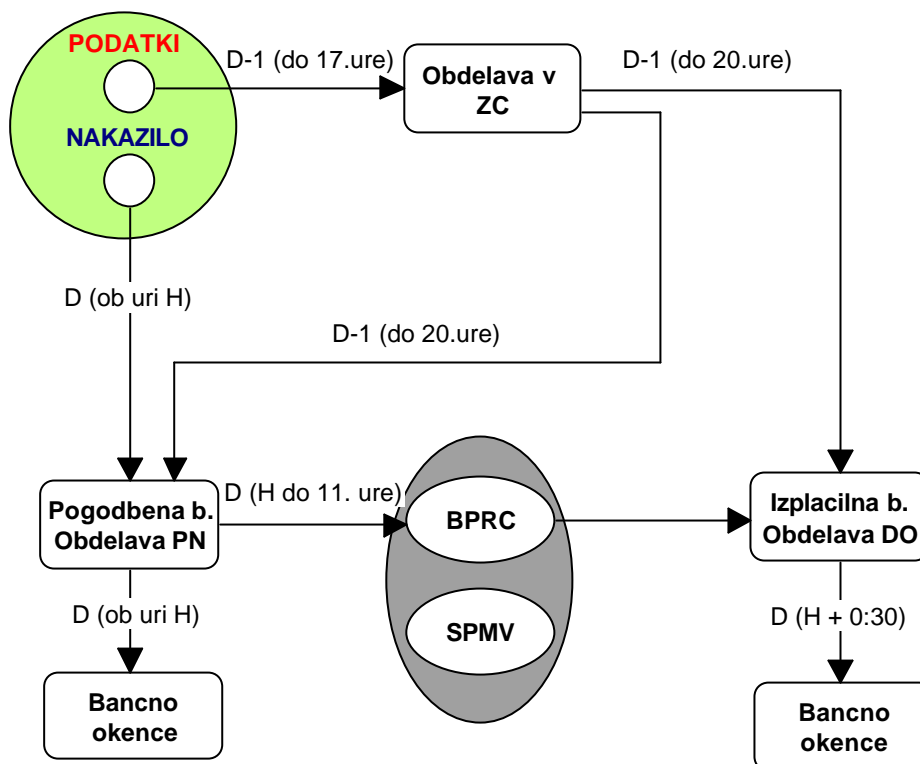 PODATKI
D-1 (do 17.ure)
Obdelava v
ZC
D-1 (do 20.ure)
NAKAZILO
D (ob uri H)
D-1 (do 20.ure)
Pogodbena b.
Obdelava PN
D (H do 11. ure)
BPRC
Izplacilna b.
Obdelava DO
D (ob uri H)
SPMV
D (H + 0:30)
Bancno
okence
Bancno
okence